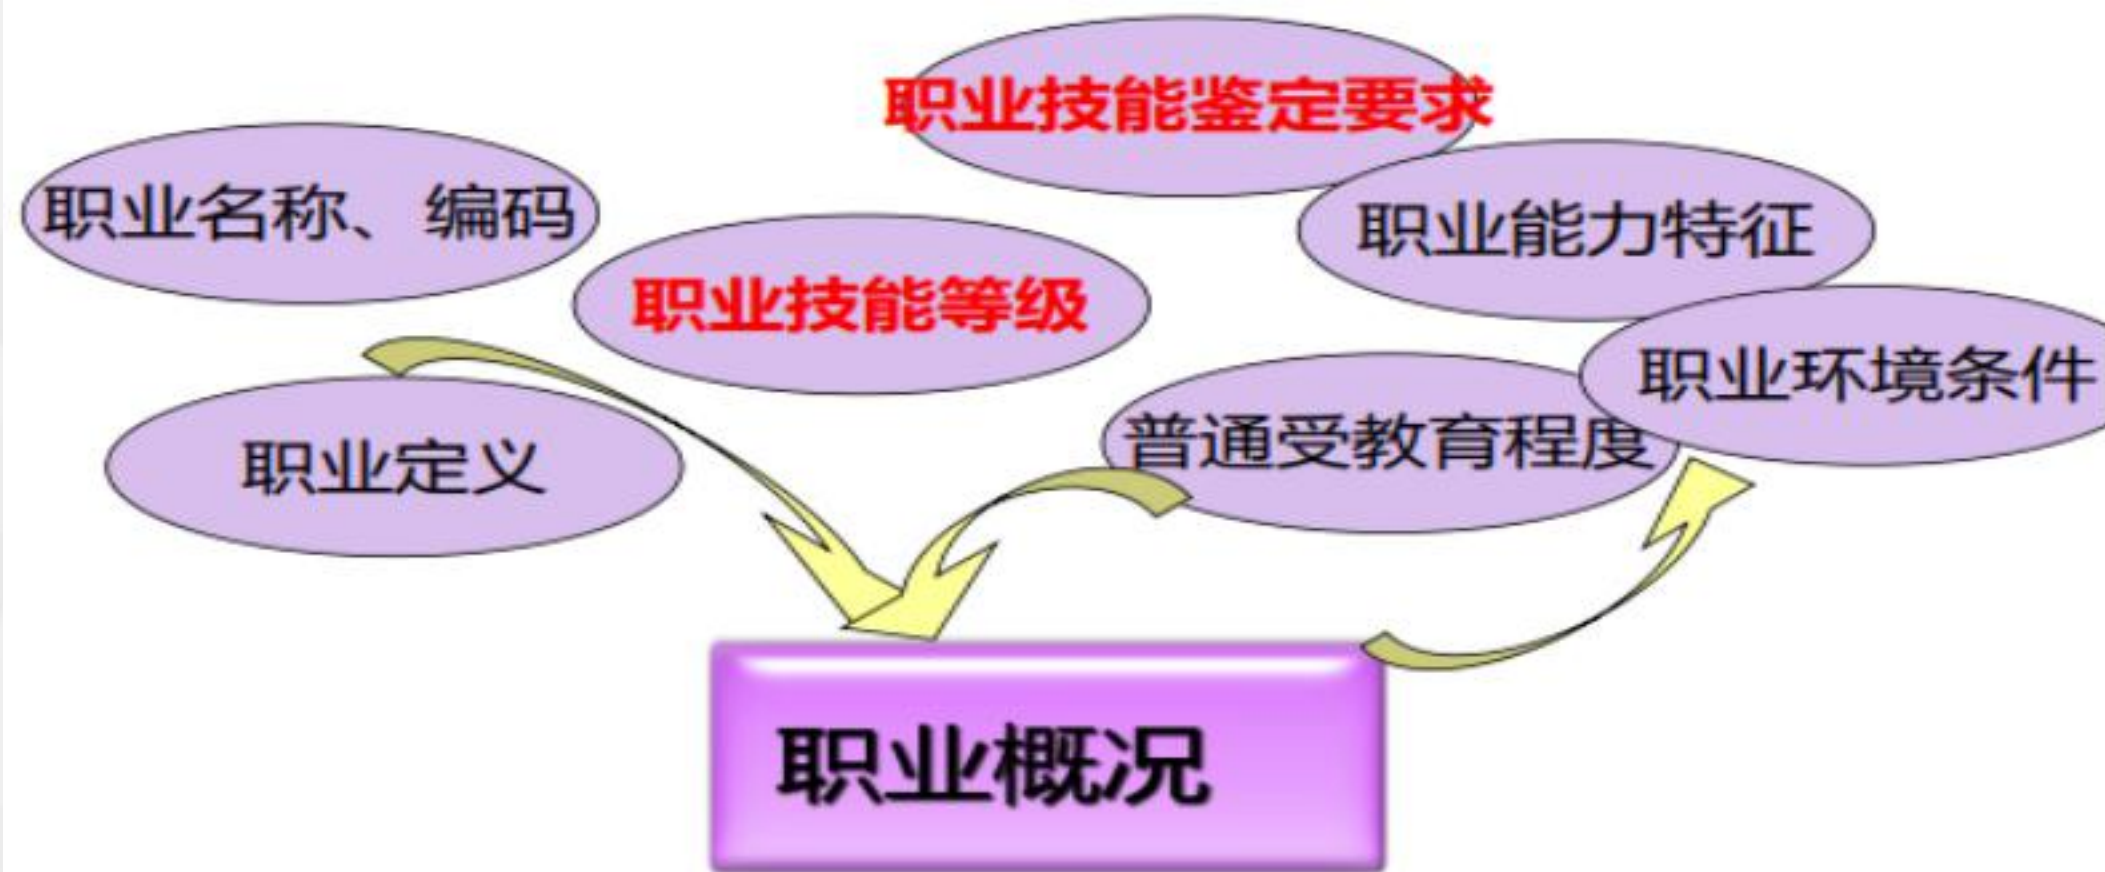 职业技能鉴定要求
职业名称、编码
职业能力特征
职业技能等级
职业环境条件
普通受教育程度
职业定义
职业概况